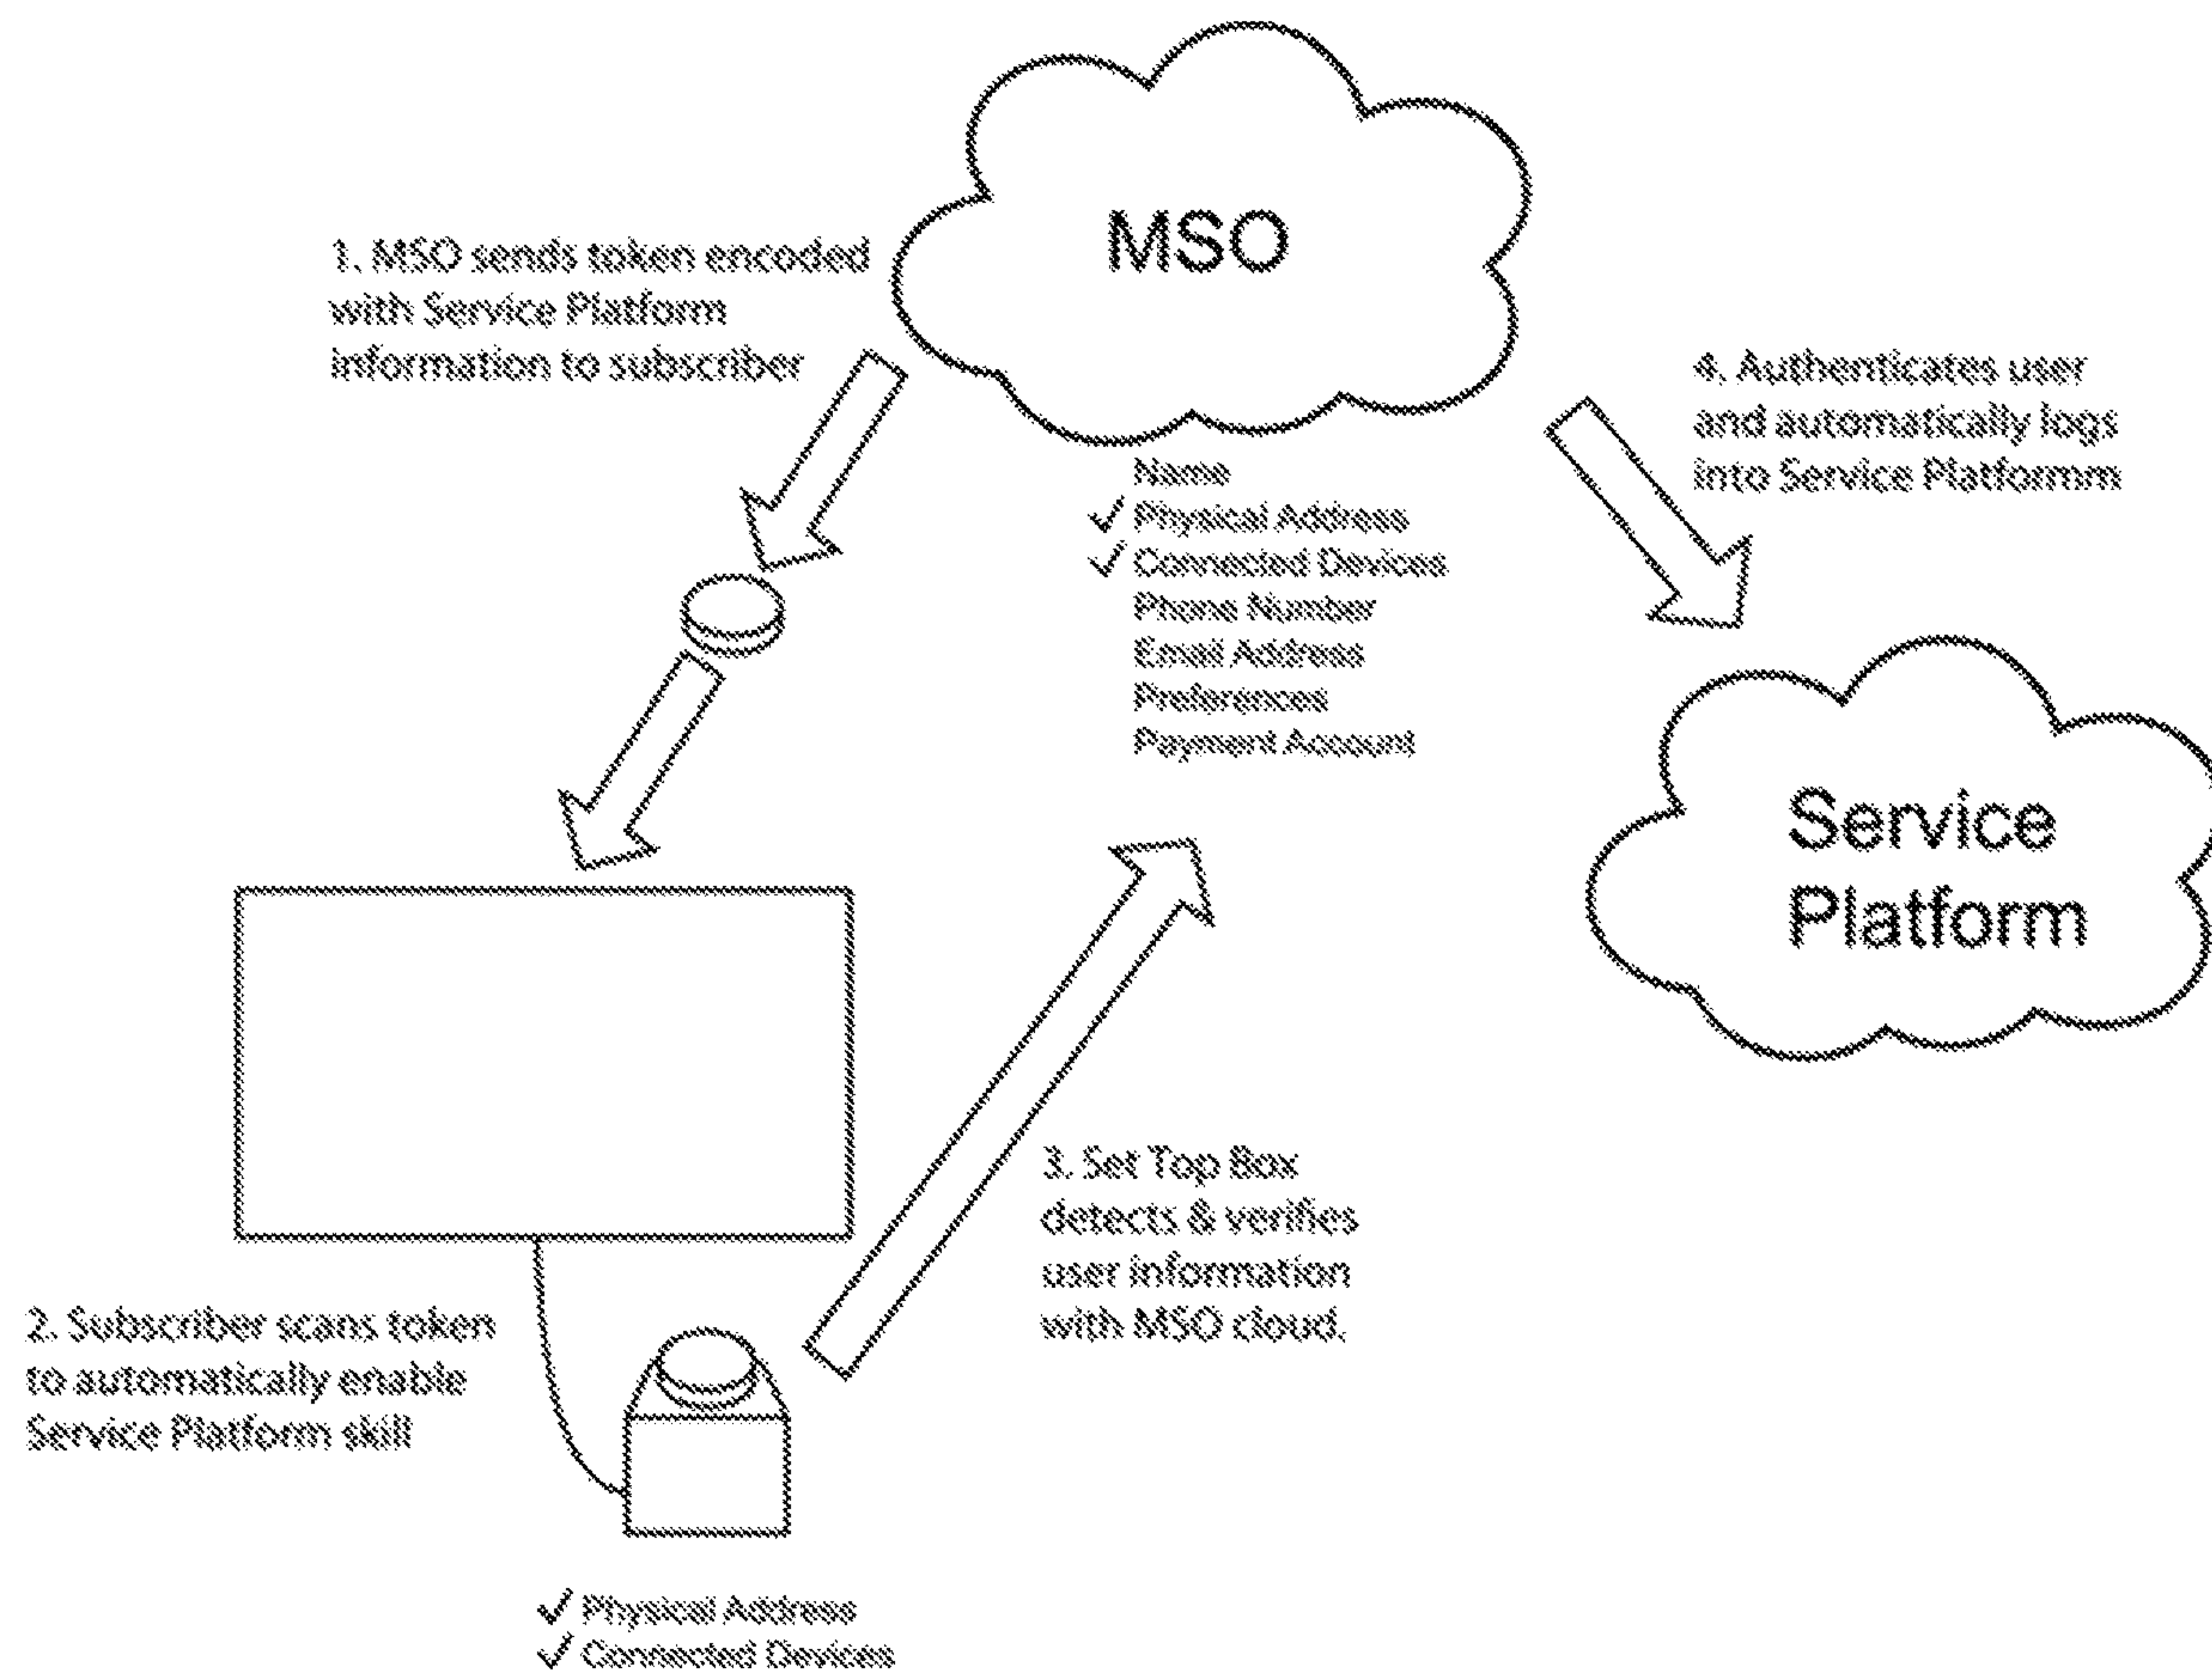 MSO
1. MSO sends token encoded
with Service Platform
information to subscriber
4. Authenticates user
and automatically logs
into Service Platformm
Name
✓ Physical Address
✓ Connected Devices
Phone Number
Email Address
Preferences
Payment Account
Service
Platform
3. Set Top Box
detects & verifies
user information
with MSO cloud.
2. Subscriber scans token
to automatically enable
Service Platform skill
✓ Physical Address
✓ Connected Devices